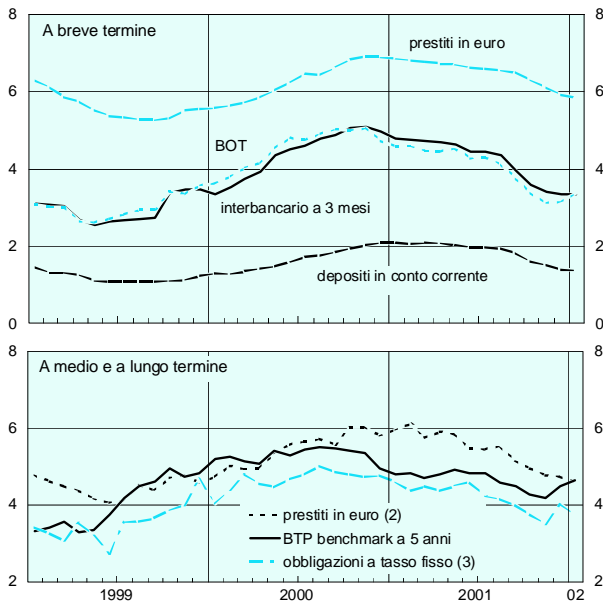 8
8
A breve termine
prestiti in euro
6
6
BOT
4
4
interbancario a 3 mesi
2
2
depositi in conto corrente
0
0
8
8
A medio e a lungo termine
6
6
4
4
prestiti in euro (2)
BTP benchmark a 5 anni
obbligazioni a tasso fisso (3)
2
2
1999
2000
2001
02